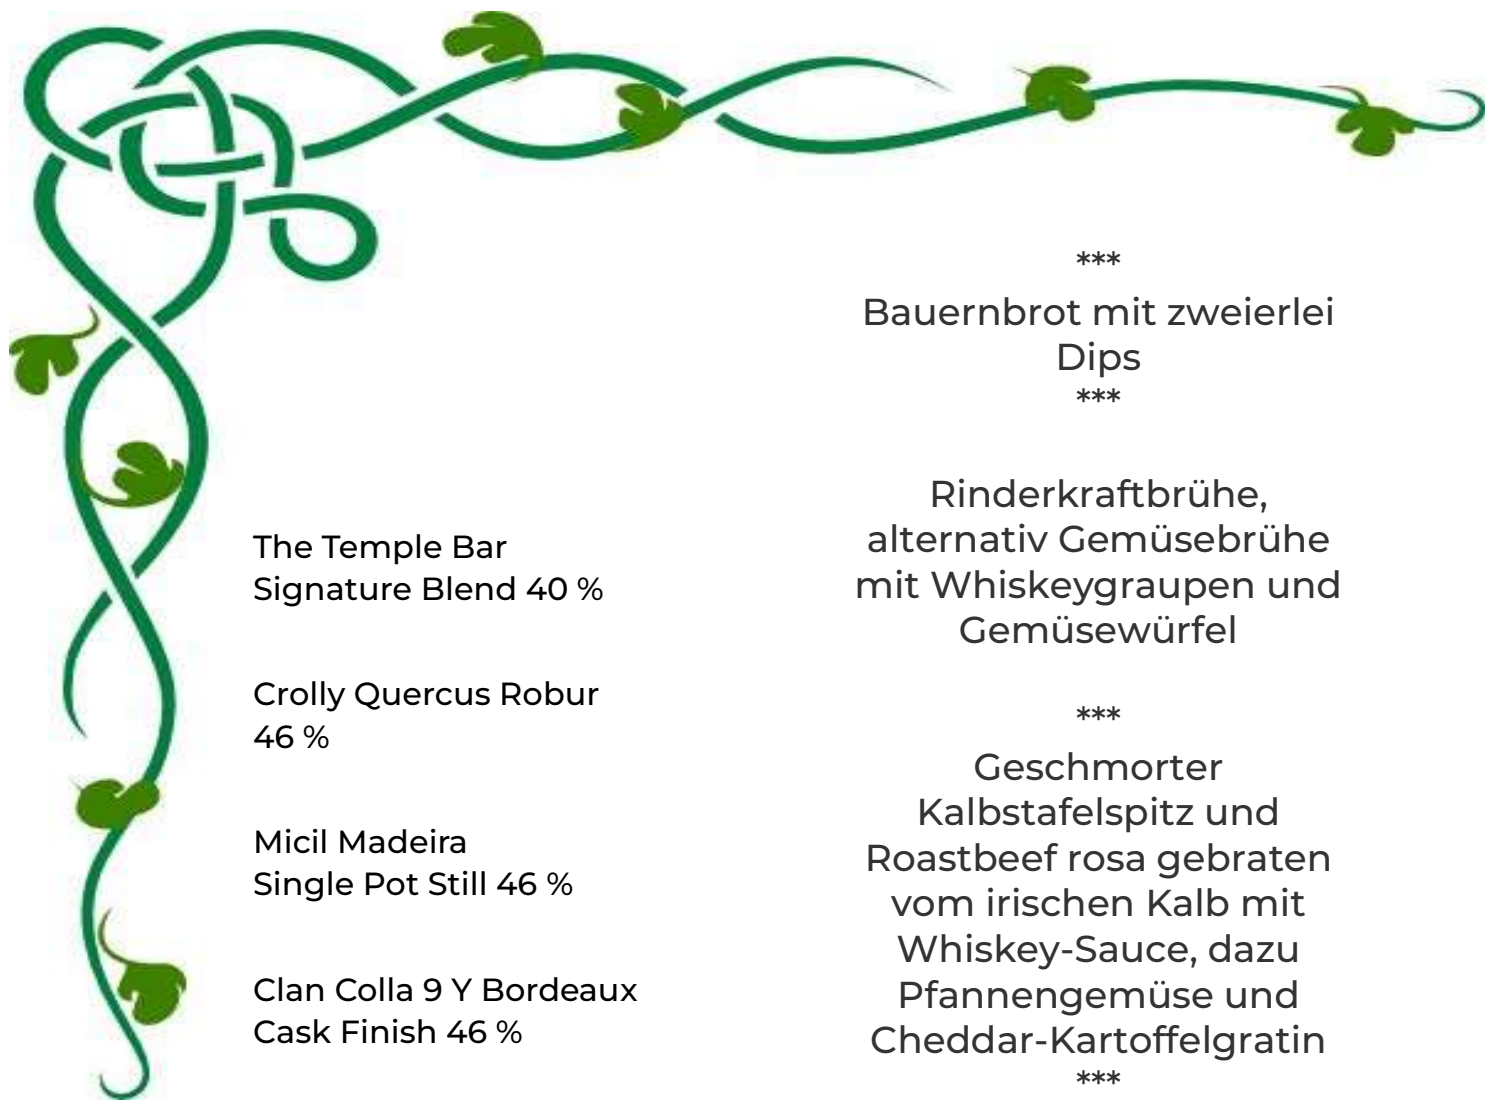 The Temple Bar
Signature Blend 40 %
Crolly Quercus Robur
46 %
Micil Madeira
Single Pot Still 46 %
Clan Colla 9 Y Bordeaux
Cask Finish 46 %
***
Bauernbrot mit zweierlei
Dips
***
Rinderkraftbrühe,
alternativ Gemüsebrühe
mit Whiskeygraupen und
Gemüsewürfel
***
Geschmorter
Kalbstafelspitz und
Roastbeef rosa gebraten
vom irischen Kalb mit
Whiskey-Sauce, dazu
Pfannengemüse und
Cheddar-Kartoffelgratin
***